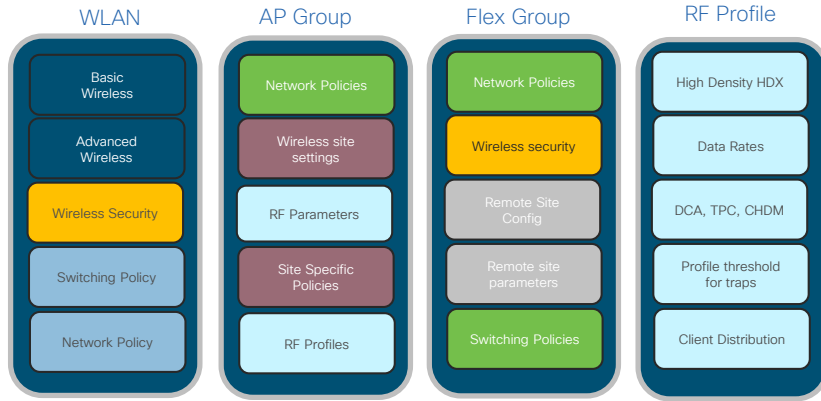 WLAN
Basic
Wireless
Advanced
Wireless
Wireless Security
Switching Policy
Network Policy
AP Group
Network Policies
Wireless site
settings
RF Parameters
Site Specific
Policies
RF Profiles
Flex Group
Network Policies
Wireless security
Remote Site
Config
Remote site
parameters
Switching Policies
RF Profile
High Density HDX
Data Rates
DCA, TPC, CHDM
Profile threshold
for traps
Client Distribution